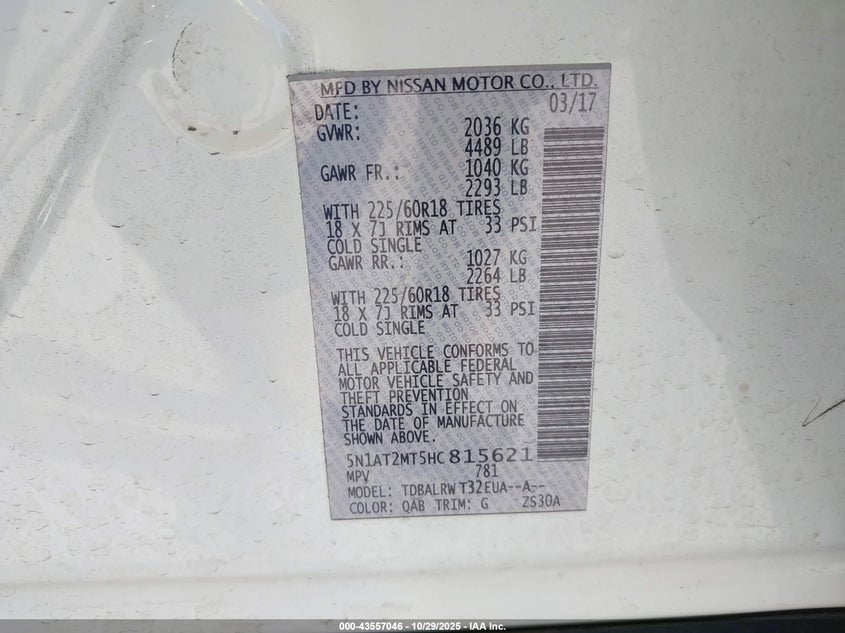 MFD BY NISSAN MOTOR CO., LTD.
DATE: 03/17
GVWR: 2036 KG
4489 LB
GAWR FR.: 1040 KG
2293 LB
WITH 225/60R18 TIRES
18 X 7J RIMS AT 33 PSI
COLD SINGLE
GAWR RR.: 1027 KG
2264 LB
WITH 225/60R18 TIRES
18 X 7J RIMS AT 33 PSI
COLD SINGLE
THIS VEHICLE CONFORMS TO
ALL APPLICABLE FEDERAL
MOTOR VEHICLE SAFETY AND
THEFT PREVENTION
STANDARDS IN EFFECT ON
THE DATE OF MANUFACTURE
SHOWN ABOVE.
5N1AT2MT5HC815621
MPV 781
MODEL: TDBALRW T32EUA--A--
COLOR: QAB TRIM: G ZS30A
000-43557046 - 10/29/2025 - IAA Inc.